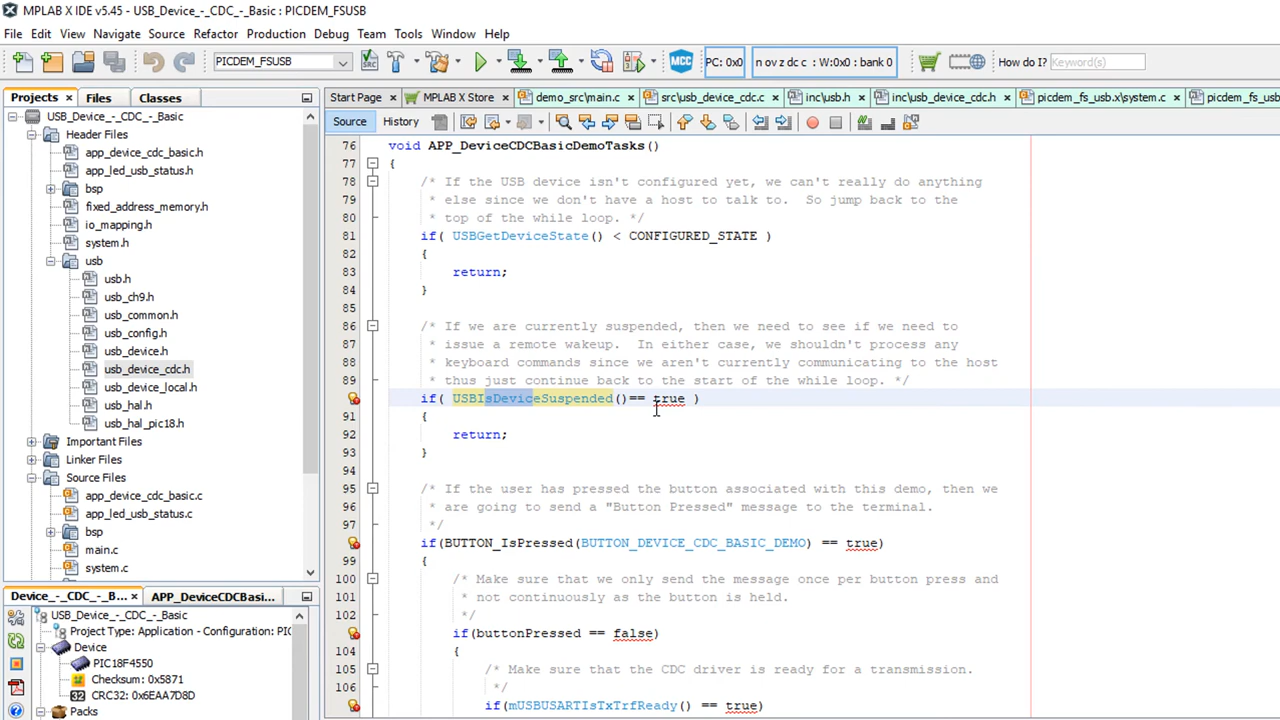 MPLAB X IDE v5.45 - USB_Device_-_CDC_-_Basic : PICDEM_FSUSB
File Edit View Navigate Source Refactor Production Debug Team Tools Window Help
PICDEM_FSUSB MCC PC: 0x0 n ov z dc c : W:0x0 : bank 0 How do I? Keyword(s)
Projects Files Classes
Start Page MPLAB X Store demo_src\main.c src\usb_device_cdc.c inc\usb.h inc\usb_device_cdc.h picdem_fs_usb.x\system.c picdem_fs_usb
Source History
USB_Device_-_CDC_-_Basic
Header Files
app_device_cdc_basic.h
app_led_usb_status.h
bsp
fixed_address_memory.h
io_mapping.h
system.h
usb
usb.h
usb_ch9.h
usb_common.h
usb_config.h
usb_device.h
usb_device_cdc.h
usb_device_local.h
usb_hal.h
usb_hal_pic18.h
Important Files
Linker Files
Source Files
app_device_cdc_basic.c
app_led_usb_status.c
bsp
main.c
system.c
76 void APP_DeviceCDCBasicDemoTasks()
77 {
78 /* If the USB device isn't configured yet, we can't really do anything
79 * else since we don't have a host to talk to. So jump back to the
80 * top of the while loop. */
81 if( USBGetDeviceState() < CONFIGURED_STATE )
82 {
83 return;
84 }
85
86 /* If we are currently suspended, then we need to see if we need to
87 * issue a remote wakeup. In either case, we shouldn't process any
88 * keyboard commands since we aren't currently communicating to the host
89 * thus just continue back to the start of the while loop. */
if( USBIsDeviceSuspended()== true )
91 {
92 return;
93 }
94
95 /* If the user has pressed the button associated with this demo, then we
96 * are going to send a "Button Pressed" message to the terminal.
97 */
if(BUTTON_IsPressed(BUTTON_DEVICE_CDC_BASIC_DEMO) == true)
99 {
100 /* Make sure that we only send the message once per button press and
101 * not continuously as the button is held.
102 */
if(buttonPressed == false)
104 {
105 /* Make sure that the CDC driver is ready for a transmission.
106 */
if(mUSBUSARTIsTxTrfReady() == true)
Device_-_CDC_-_B... APP_DeviceCDCBasi...
USB_Device_-_CDC_-_Basic
Project Type: Application - Configuration: PIC
Device
PIC18F4550
Checksum: 0x5871
32 CRC32: 0x6EAA7D8D
Packs